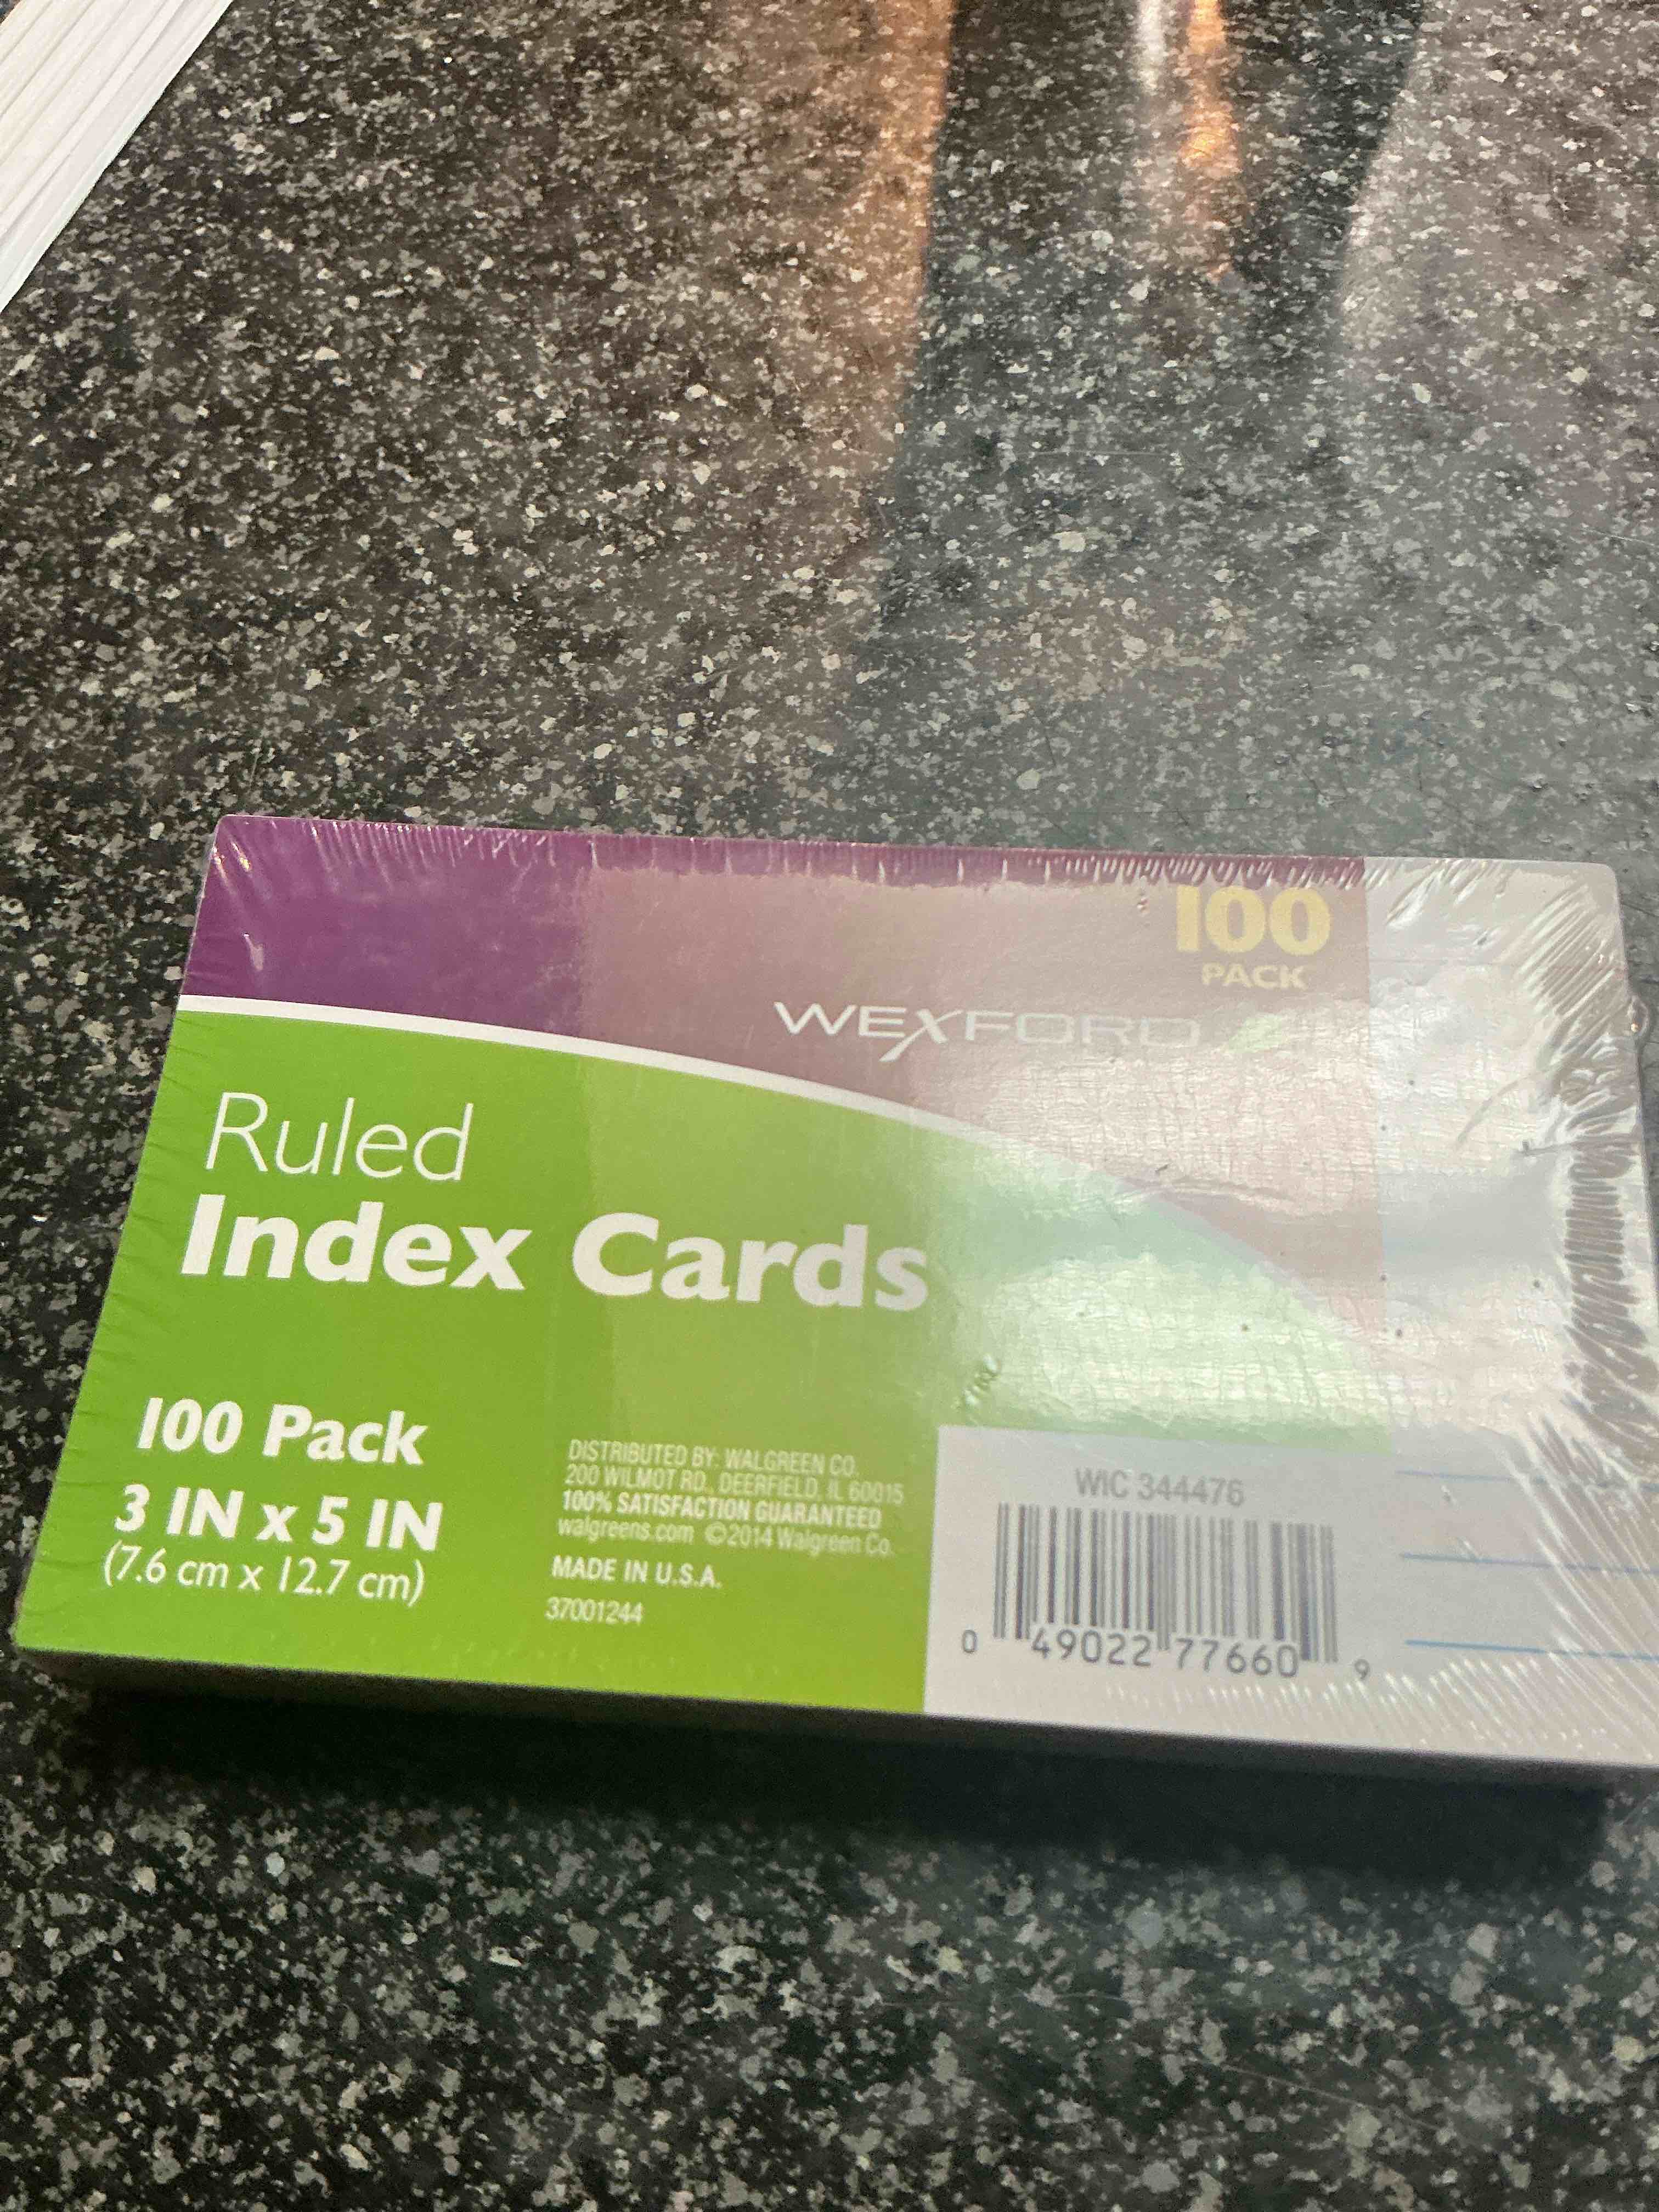 100
PACK
WEXFORD
Ruled
Index Cards
100 Pack
3 IN x 5 IN
(7.6 cm x 12.7 cm)
DISTRIBUTED BY: WALGREEN CO.
200 WILMOT RD., DEERFIELD, IL 60015
100% SATISFACTION GUARANTEED
walgreens.com ©2014 Walgreen Co.
MADE IN U.S.A.
37001244
WIC 344476
0 49022 77660 9